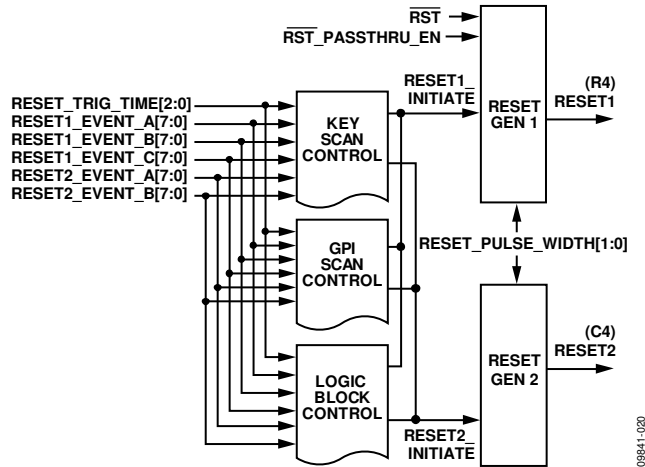 R̅S̅T̅
R̅S̅T̅_PASSTHRU_EN
RESET_TRIG_TIME[2:0]
RESET1_EVENT_A[7:0]
RESET1_EVENT_B[7:0]
RESET1_EVENT_C[7:0]
RESET2_EVENT_A[7:0]
RESET2_EVENT_B[7:0]
KEY
SCAN
CONTROL
RESET1_
INITIATE
RESET
GEN 1
(R4)
RESET1
GPI
SCAN
CONTROL
RESET_PULSE_WIDTH[1:0]
LOGIC
BLOCK
CONTROL
RESET2_
INITIATE
RESET
GEN 2
(C4)
RESET2
09841-020